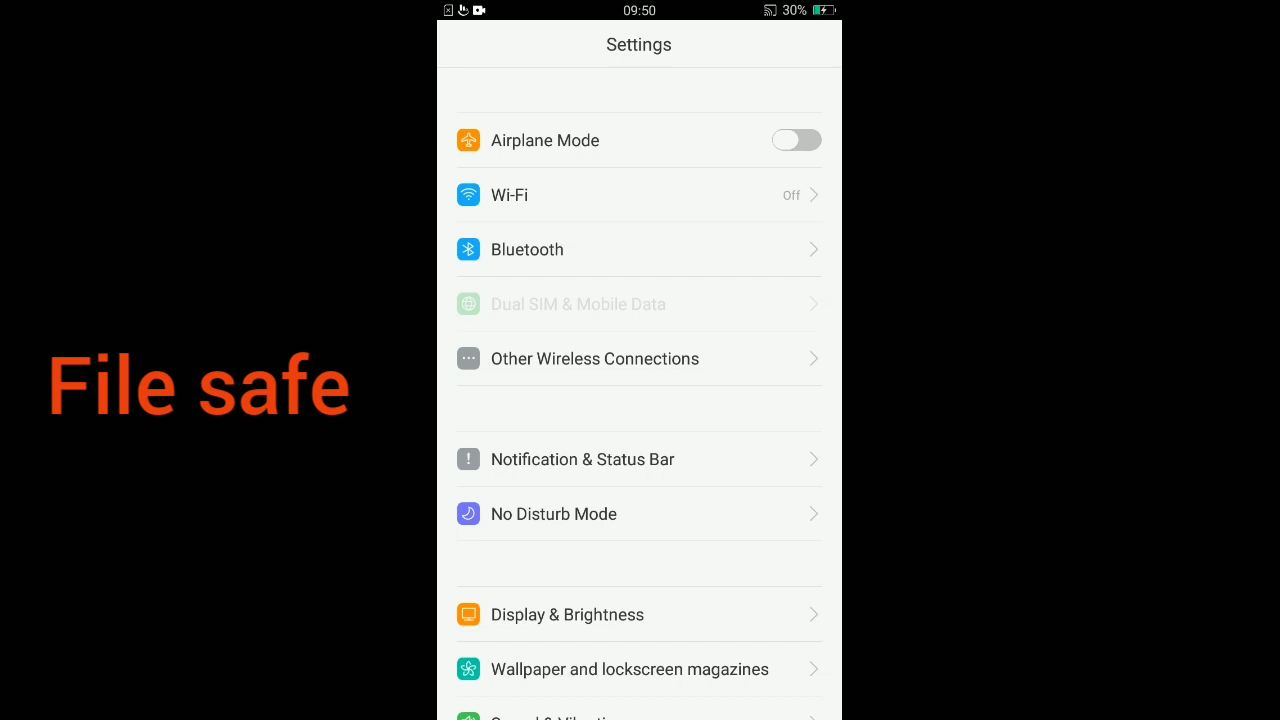 09:50
30%
Settings
Airplane Mode
Wi-Fi
Off
Bluetooth
Dual SIM & Mobile Data
Other Wireless Connections
File safe
Notification & Status Bar
No Disturb Mode
Display & Brightness
Wallpaper and lockscreen magazines